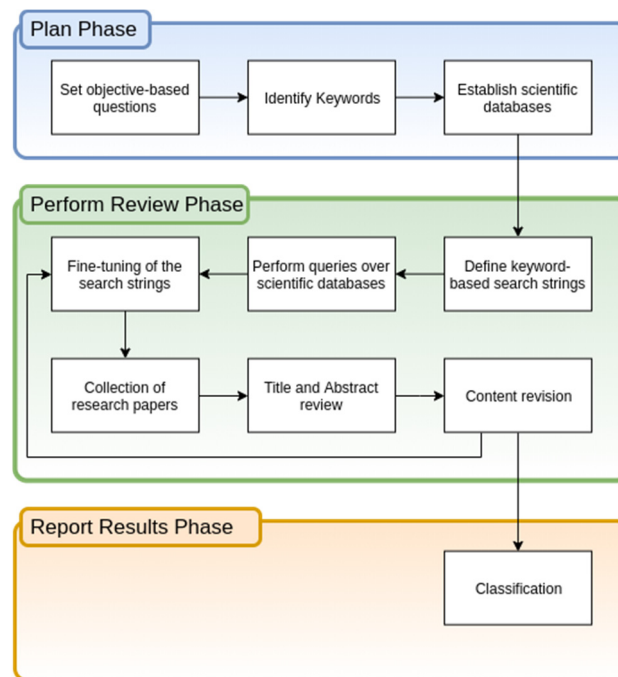 Plan Phase
Set objective-based
questions
Identify Keywords
Establish scientific
databases
Perform Review Phase
Fine-tuning of the
search strings
Perform queries over
scientific databases
Define keyword-
based search strings
Collection of
research papers
Title and Abstract
review
Content revision
Report Results Phase
Classification